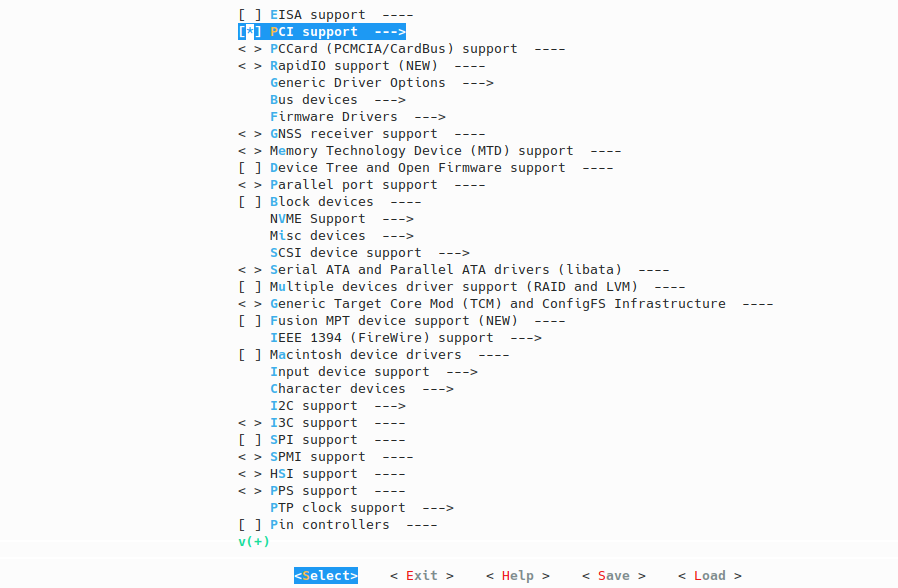 [ ] EISA support  ----
[*] PCI support  --->
< > PCCard (PCMCIA/CardBus) support  ----
< > RapidIO support (NEW)  ----
    Generic Driver Options  --->
    Bus devices  --->
    Firmware Drivers  --->
< > GNSS receiver support  ----
< > Memory Technology Device (MTD) support  ----
[ ] Device Tree and Open Firmware support  ----
< > Parallel port support  ----
[ ] Block devices  ----
    NVME Support  --->
    Misc devices  --->
    SCSI device support  --->
< > Serial ATA and Parallel ATA drivers (libata)  ----
[ ] Multiple devices driver support (RAID and LVM)  ----
< > Generic Target Core Mod (TCM) and ConfigFS Infrastructure  ----
[ ] Fusion MPT device support (NEW)  ----
    IEEE 1394 (FireWire) support  --->
[ ] Macintosh device drivers  ----
    Input device support  --->
    Character devices  --->
    I2C support  --->
< > I3C support  ----
[ ] SPI support  ----
< > SPMI support  ----
< > HSI support  ----
< > PPS support  ----
    PTP clock support  --->
[ ] Pin controllers  ----
v(+)
<Select>    < Exit >    < Help >    < Save >    < Load >